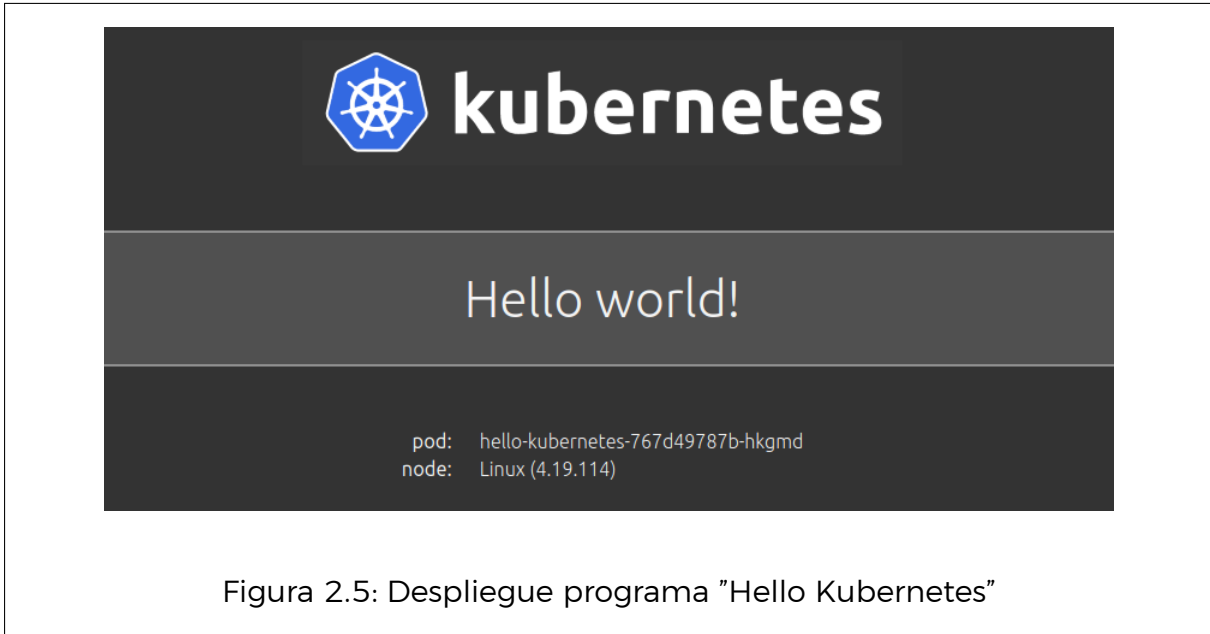 kubernetes
Hello world!
pod: hello-kubernetes-767d49787b-hkgmd
node: Linux (4.19.114)
Figura 2.5: Despliegue programa ”Hello Kubernetes”